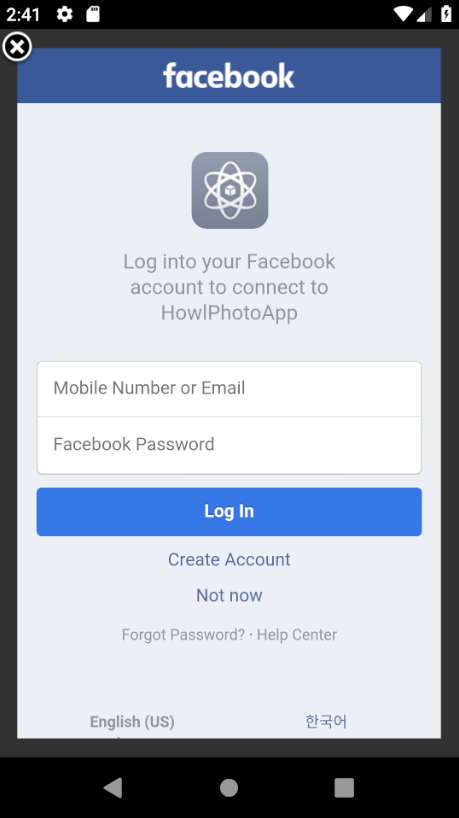 2:41
facebook
Log into your Facebook
account to connect to
HowlPhotoApp
Mobile Number or Email
Facebook Password
Log In
Create Account
Not now
Forgot Password? · Help Center
English (US) 한국어